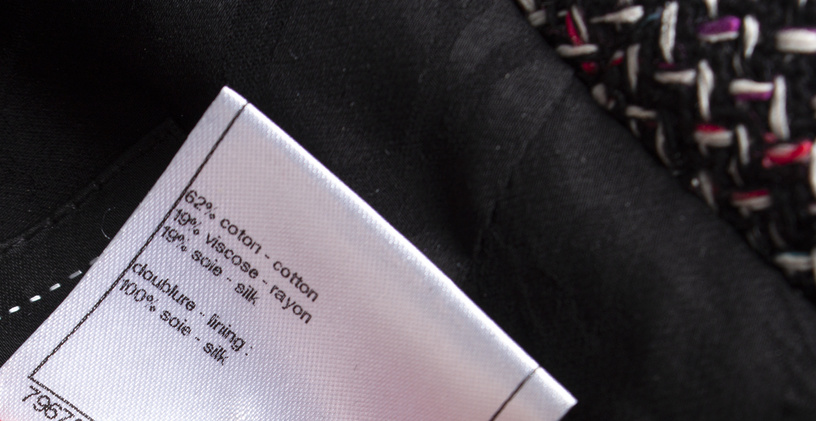 62% coton - cotton
19% viscose - rayon
19% soie - silk
doublure - lining :
100% soie - silk